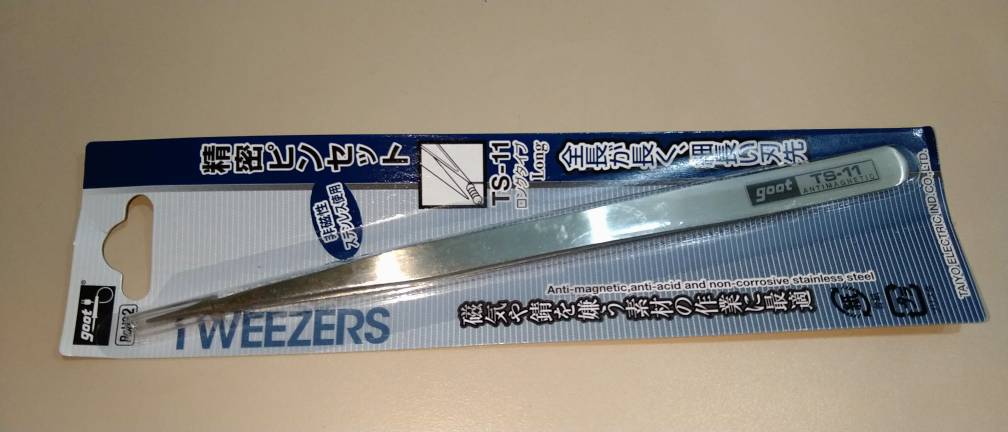 精密ピンセット
TS-11
ロングタイプ
Long
全長が長く、細長い刃先
非磁性
ステンレス使用
goot
TS-11
ANTIMAGNETIC
Anti-magnetic,anti-acid and non-corrosive stainless steel
磁気や錆を嫌う素材の作業に最適
TWEEZERS
goot
TAIYO ELECTRIC IND.CO.,LTD.